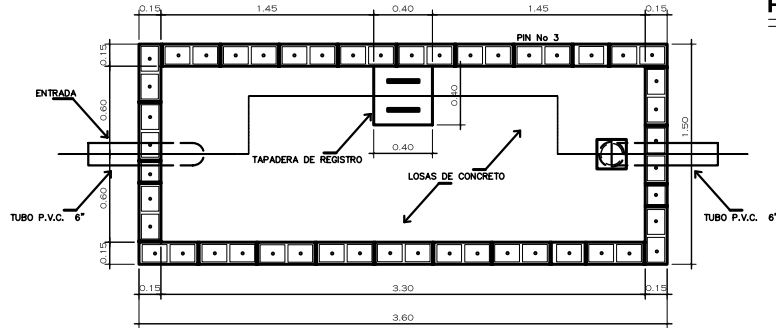 0.15 1.45 0.40 1.45 0.15
PIN No 3
0.15
ENTRADA
0.60
0.40
1.50
TAPADERA DE REGISTRO
0.40
LOSAS DE CONCRETO
TUBO P.V.C. 6"
0.60
TUBO P.V.C. 6"
0.15
0.15 3.30 0.15
3.60